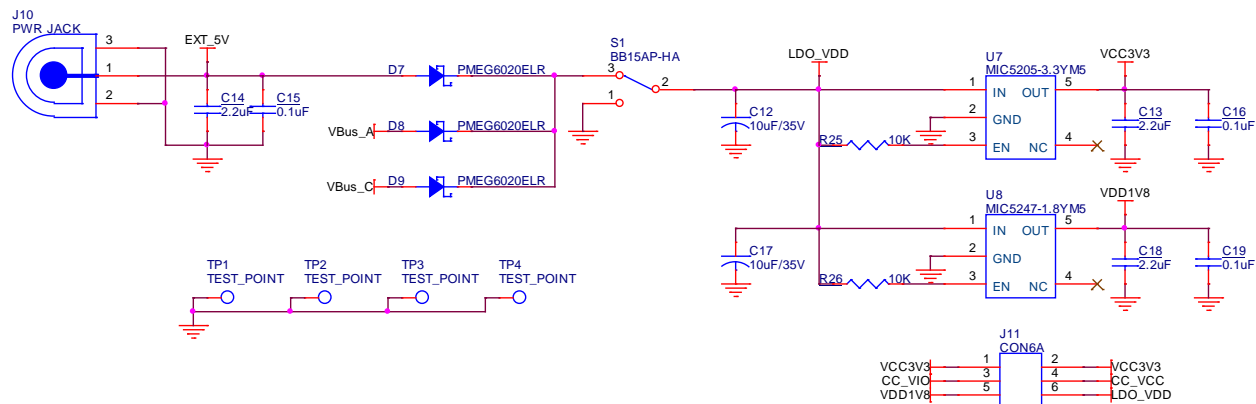 J10
PWR JACK
3
1
2
EXT_5V
C14
2.2uF
C15
0.1uF
D7
PMEG6020ELR
VBus_A
D8
PMEG6020ELR
VBus_C
D9
PMEG6020ELR
S1
BB15AP-HA
3
2
1
LDO_VDD
C12
10uF/35V
R25
10K
U7
MIC5205-3.3YM5
1
IN
OUT
5
2
GND
3
EN
NC
4
VCC3V3
C13
2.2uF
C16
0.1uF
C17
10uF/35V
R26
10K
U8
MIC5247-1.8YM5
1
IN
OUT
5
2
GND
3
EN
NC
4
VDD1V8
C18
2.2uF
C19
0.1uF
TP1
TEST_POINT
TP2
TEST_POINT
TP3
TEST_POINT
TP4
TEST_POINT
J11
CON6A
VCC3V3
1
2
VCC3V3
CC_VIO
3
4
CC_VCC
VDD1V8
5
6
LDO_VDD